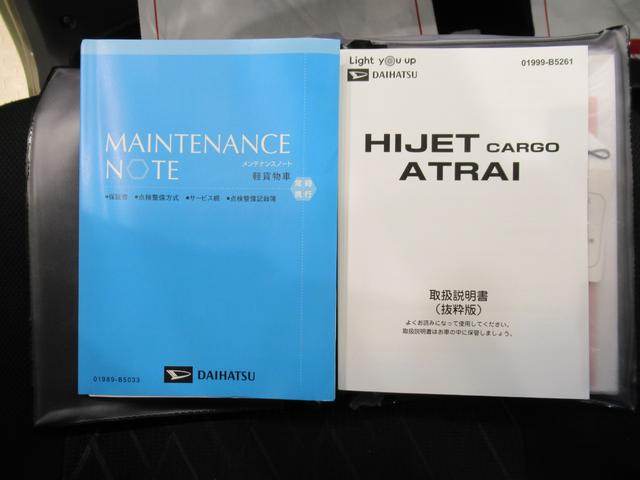 MAINTENANCE
NOTE
メンテナンスノート
軽貨物車
常時
携行
●保証書 ●点検整備方式 ●サービス網 ●点検整備記録簿
01989-B5033
DAIHATSU
Light you up
DAIHATSU
01999-B5261
HIJET CARGO
ATRAI
取扱説明書
（抜粋版）
よくお読みになって使用してください。
取扱説明書はお車の中に保管しましょう。